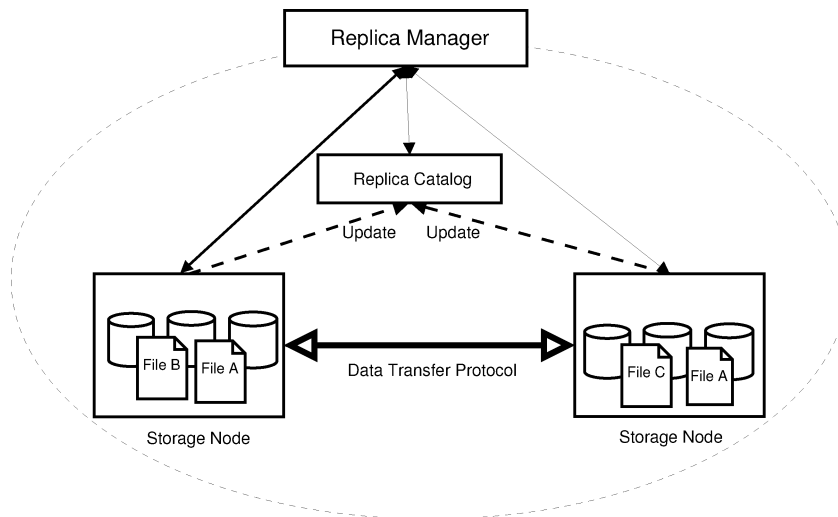 Replica Manager
Replica Catalog
Update
Update
File B
File A
File C
File A
Data Transfer Protocol
Storage Node
Storage Node